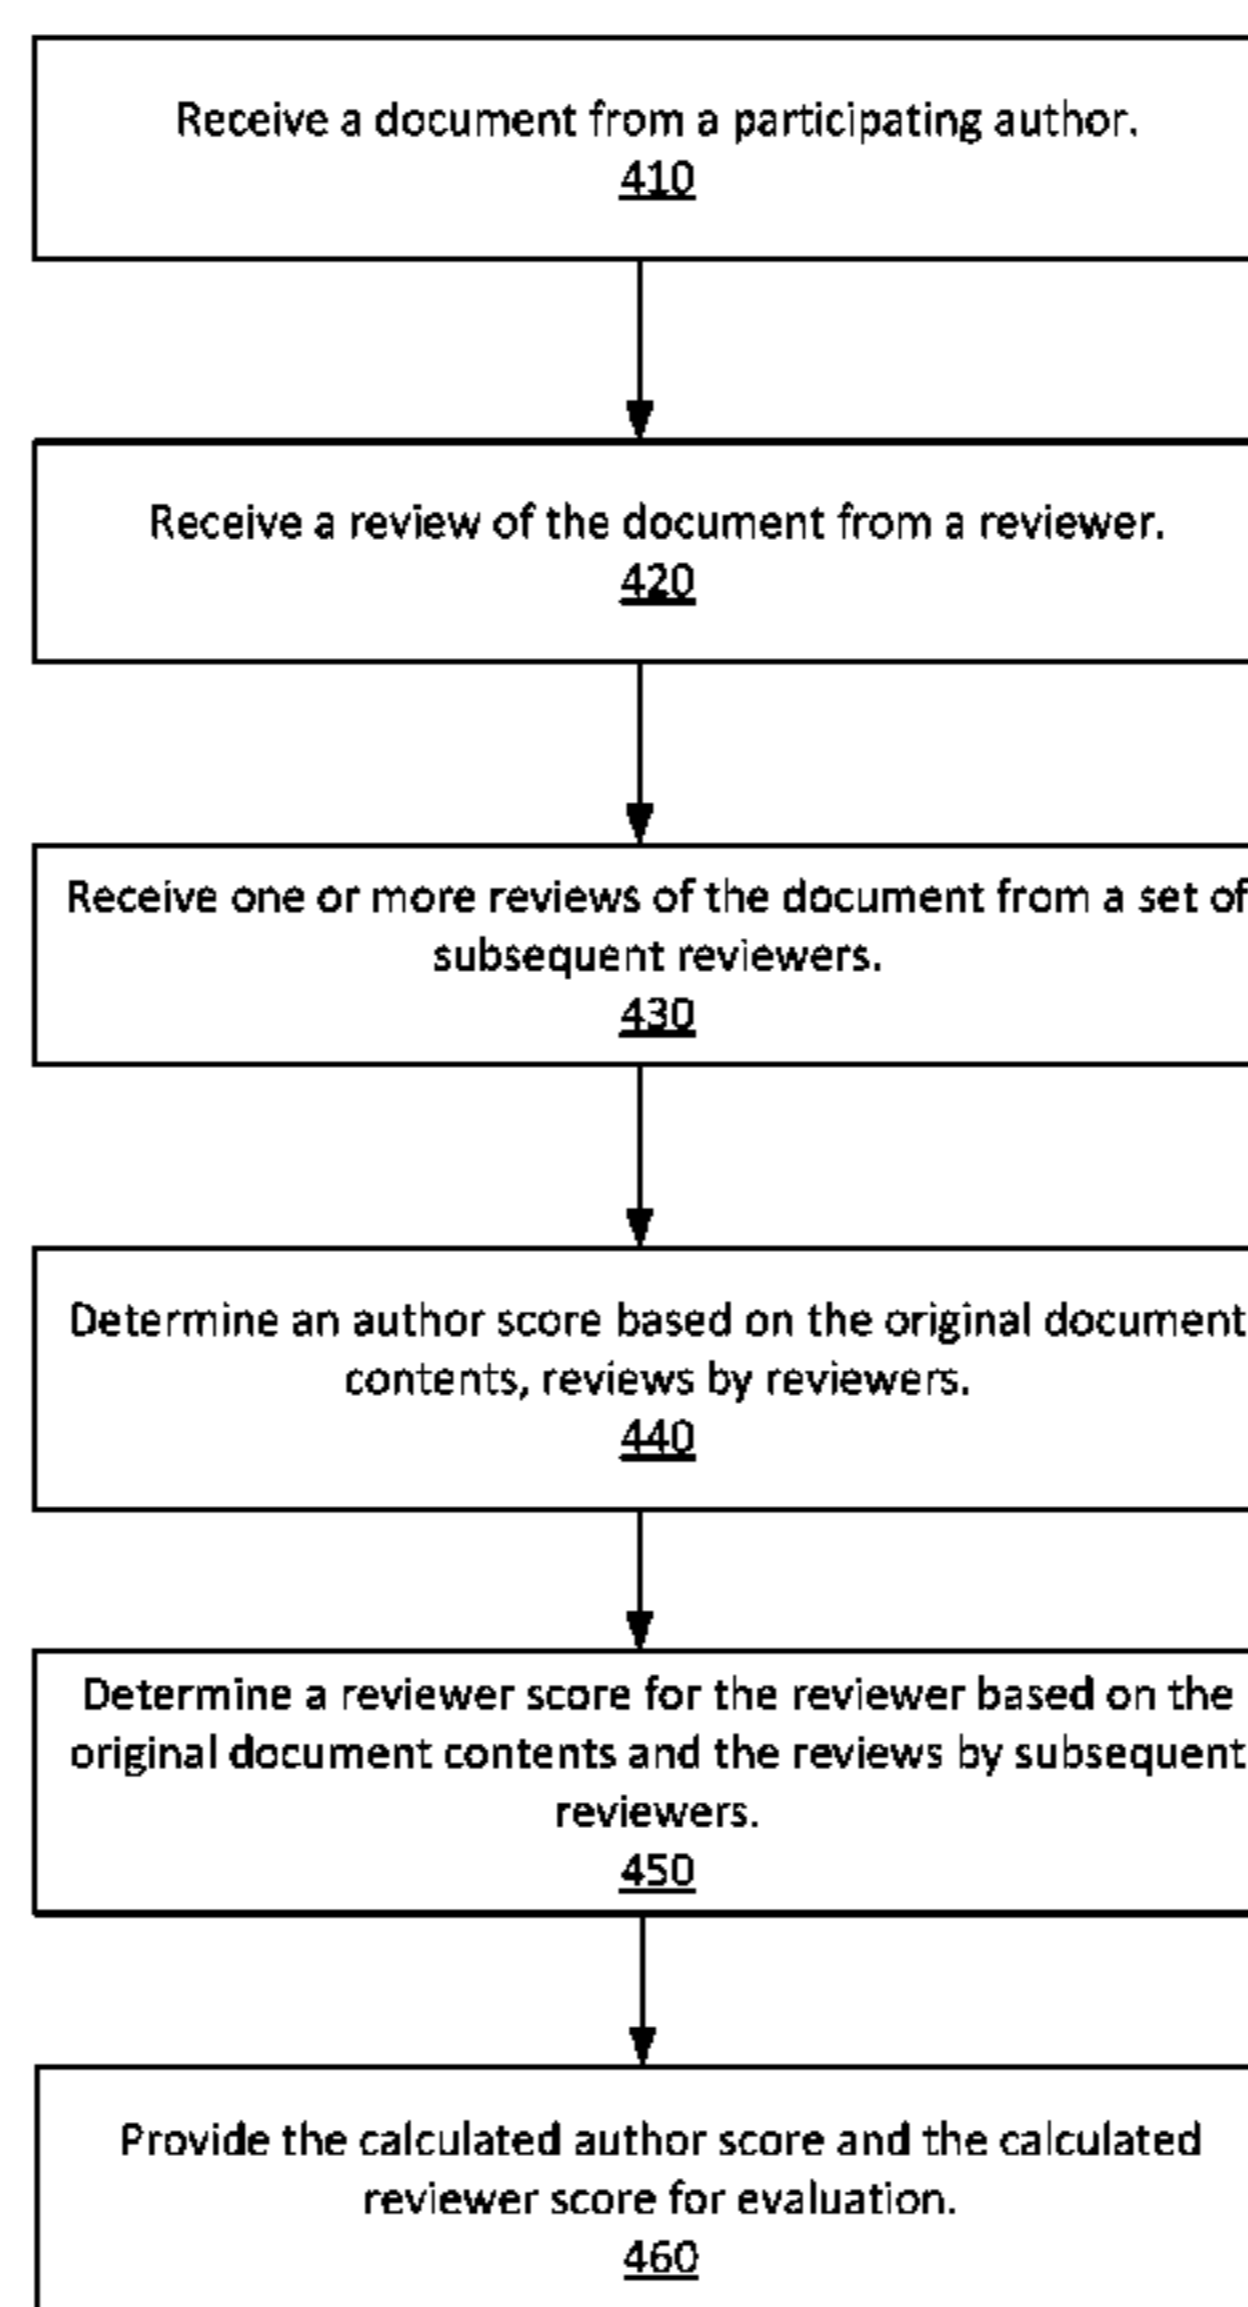 Receive a document from a participating author.
410
Receive a review of the document from a reviewer.
420
Receive one or more reviews of the document from a set of
subsequent reviewers.
430
Determine an author score based on the original document
contents, reviews by reviewers.
440
Determine a reviewer score for the reviewer based on the
original document contents and the reviews by subsequent
reviewers.
450
Provide the calculated author score and the calculated
reviewer score for evaluation.
460